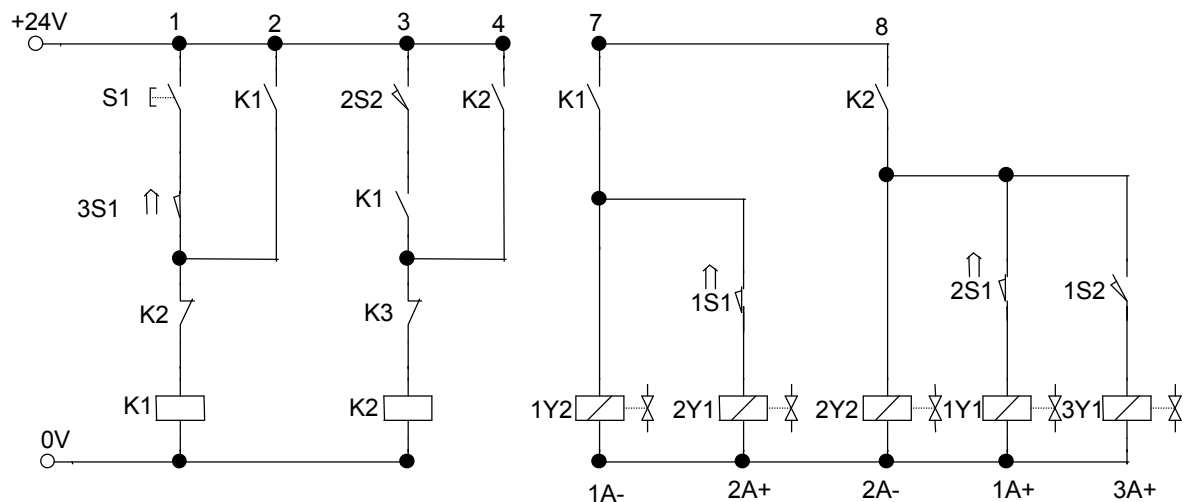 +24V 1 2 3 4 7 8
S1 K1 2S2 K2 K1 K2
3S1 K1
1S1 2S1 1S2
K2 K3
K1 K2 1Y2 2Y1 2Y2 1Y1 3Y1
0V
1A- 2A+ 2A- 1A+ 3A+